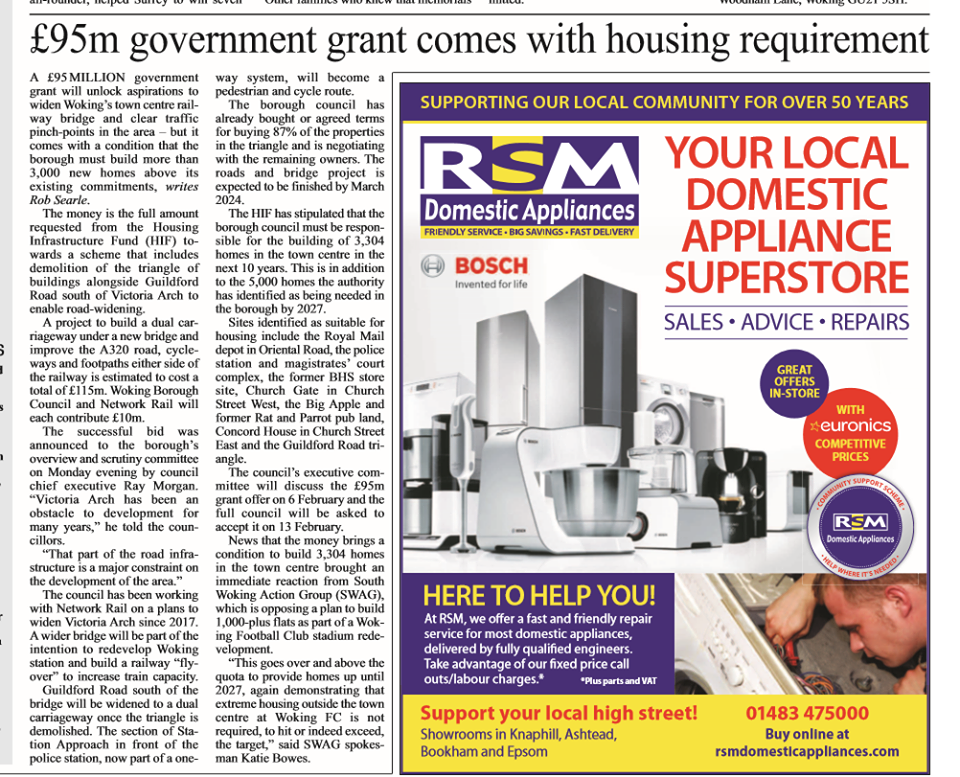 Woodham Lane, Woking GU21 5SH.
£95m government grant comes with housing requirement
A £95MILLION government
grant will unlock aspirations to
widen Woking's town centre rail-
way bridge and clear traffic
pinch-points in the area – but it
comes with a condition that the
borough must build more than
3,000 new homes above its
existing commitments, writes
Rob Searle.
The money is the full amount
requested from the Housing
Infrastructure Fund (HIF) to-
wards a scheme that includes
demolition of the triangle of
buildings alongside Guildford
Road south of Victoria Arch to
enable road-widening.
A project to build a dual car-
riageway under a new bridge and
improve the A320 road, cycle-
ways and footpaths either side of
the railway is estimated to cost a
total of £115m. Woking Borough
Council and Network Rail will
each contribute £10m.
The successful bid was
announced to the borough's
overview and scrutiny committee
on Monday evening by council
chief executive Ray Morgan.
"Victoria Arch has been an
obstacle to development for
many years," he told the coun-
cillors.
"That part of the road infra-
structure is a major constraint on
the development of the area."
The council has been working
with Network Rail on a plans to
widen Victoria Arch since 2017.
A wider bridge will be part of the
intention to redevelop Woking
station and build a railway "fly-
over" to increase train capacity.
Guildford Road south of the
bridge will be widened to a dual
carriageway once the triangle is
demolished. The section of Sta-
tion Approach in front of the
police station, now part of a one-
way system, will become a
pedestrian and cycle route.
The borough council has
already bought or agreed terms
for buying 87% of the properties
in the triangle and is negotiating
with the remaining owners. The
roads and bridge project is
expected to be finished by March
2024.
The HIF has stipulated that the
borough council must be respon-
sible for the building of 3,304
homes in the town centre in the
next 10 years. This is in addition
to the 5,000 homes the authority
has identified as being needed in
the borough by 2027.
Sites identified as suitable for
housing include the Royal Mail
depot in Oriental Road, the police
station and magistrates' court
complex, the former BHS store
site, Church Gate in Church
Street West, the Big Apple and
former Rat and Parrot pub land,
Concord House in Church Street
East and the Guildford Road tri-
angle.
The council's executive com-
mittee will discuss the £95m
grant offer on 6 February and the
full council will be asked to
accept it on 13 February.
News that the money brings a
condition to build 3,304 homes
in the town centre brought an
immediate reaction from South
Woking Action Group (SWAG),
which is opposing a plan to build
1,000-plus flats as part of a Wok-
ing Football Club stadium rede-
velopment.
"This goes over and above the
quota to provide homes up until
2027, again demonstrating that
extreme housing outside the town
centre at Woking FC is not
required, to hit or indeed exceed,
the target," said SWAG spokes-
man Katie Bowes.
SUPPORTING OUR LOCAL COMMUNITY FOR OVER 50 YEARS
RSM
Domestic Appliances
FRIENDLY SERVICE • BIG SAVINGS • FAST DELIVERY
BOSCH
Invented for life
YOUR LOCAL
DOMESTIC
APPLIANCE
SUPERSTORE
SALES • ADVICE • REPAIRS
GREAT
OFFERS
IN-STORE
WITH
euronics
COMPETITIVE
PRICES
COMMUNITY SUPPORT SCHEME
RSM
Domestic Appliances
HELP WHERE IT'S NEEDED
HERE TO HELP YOU!
At RSM, we offer a fast and friendly repair
service for most domestic appliances,
delivered by fully qualified engineers.
Take advantage of our fixed price call
outs/labour charges.* *Plus parts and VAT
Support your local high street!
Showrooms in Knaphill, Ashtead,
Bookham and Epsom
01483 475000
Buy online at
rsmdomesticappliances.com